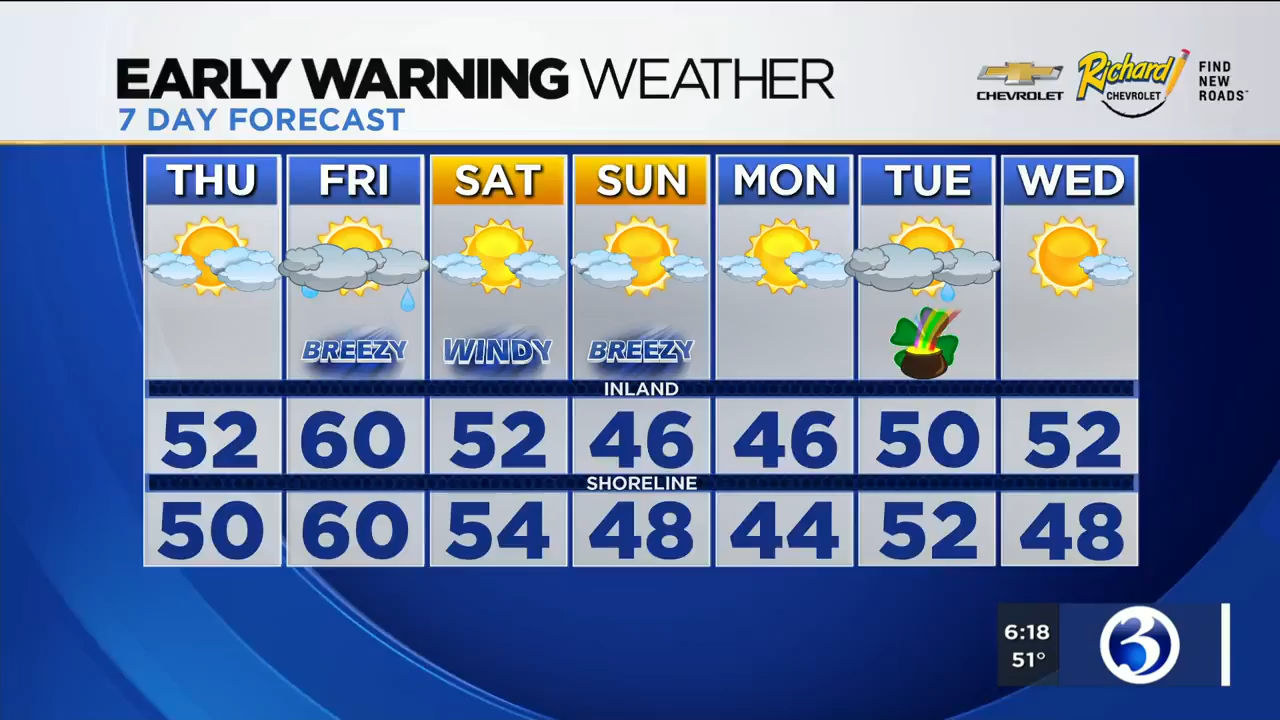 EARLY WARNING WEATHER
7 DAY FORECAST
CHEVROLET
Richard
CHEVROLET
FIND
NEW
ROADS™
THU FRI SAT SUN MON TUE WED
BREEZY WINDY BREEZY
INLAND
52 60 52 46 46 50 52
SHORELINE
50 60 54 48 44 52 48
6:18
51°
3